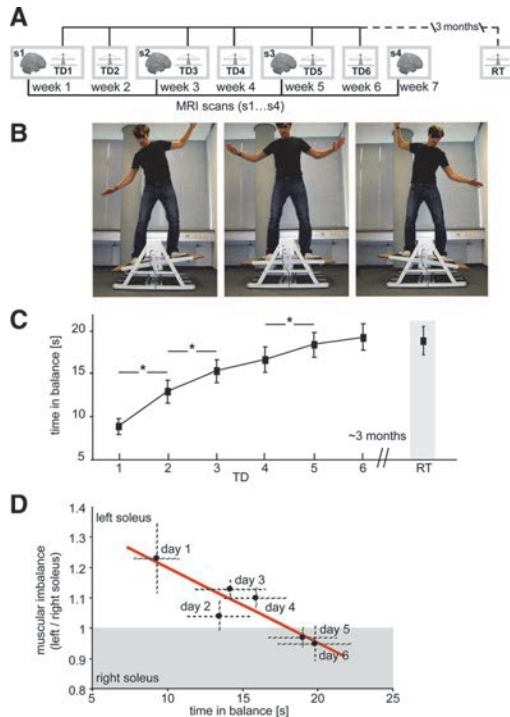 A
3 months
s1 TD1 TD2 s2 TD3 TD4 s3 TD5 TD6 s4 RT
week 1 week 2 week 3 week 4 week 5 week 6 week 7
MRI scans (s1...s4)
B
C
time in balance [s]
20
15
10
5
* * *
~3 months
1 2 3 4 5 6 RT
TD
D
muscular imbalance
(left / right soleus)
1.4
1.3
1.2
1.1
1
0.9
0.8
left soleus
day 1
day 3
day 2
day 4
day 5
day 6
right soleus
5 10 15 20 25
time in balance [s]